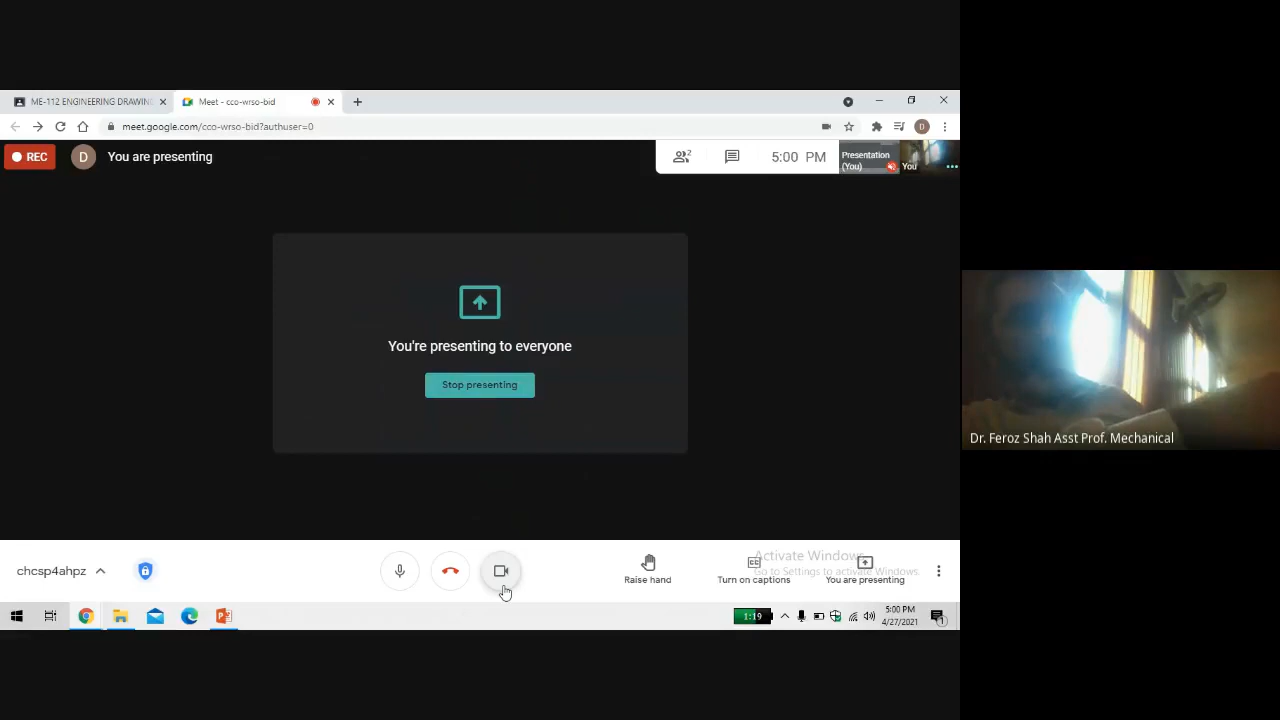 ME-112 ENGINEERING DRAWING
Meet - cco-wrso-bid
meet.google.com/cco-wrso-bid?authuser=0
D
REC
D
You are presenting
2
5:00 PM
Presentation
(You)
You
You're presenting to everyone
Stop presenting
Dr. Feroz Shah Asst Prof. Mechanical
chcsp4ahpz
Raise hand
CC
Turn on captions
You are presenting
Activate Windows
Go to Settings to activate Windows.
1:19
5:00 PM
4/27/2021
1